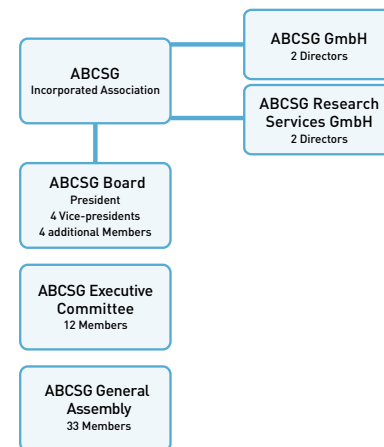 ABCSG
Incorporated Association
ABCSG GmbH
2 Directors
ABCSG Research
Services GmbH
2 Directors
ABCSG Board
President
4 Vice-presidents
4 additional Members
ABCSG Executive
Committee
12 Members
ABCSG General
Assembly
33 Members